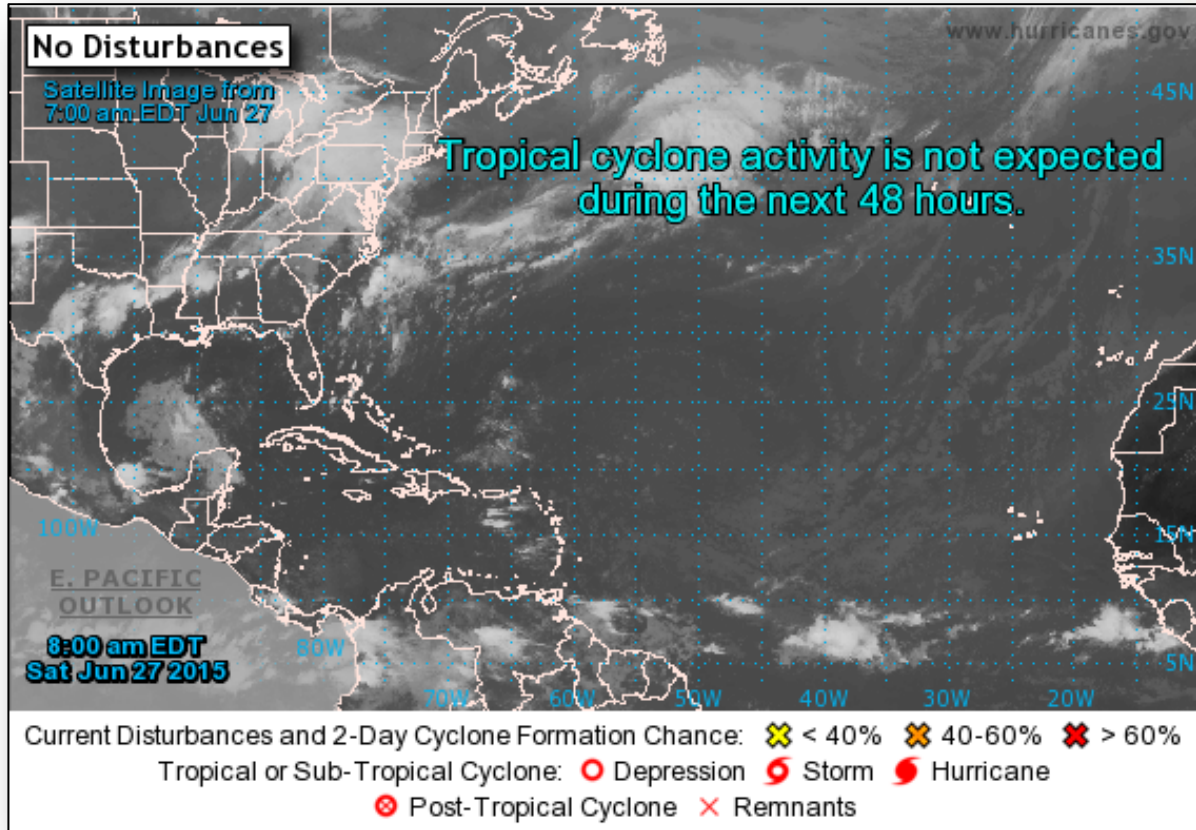 No Disturbances
www.hurricanes.gov
Satellite Image from
7:00 am EDT Jun 27
45N
Tropical cyclone activity is not expected
during the next 48 hours.
35N
25N
100W
15N
E. PACIFIC
OUTLOOK
8:00 am EDT
Sat Jun 27 2015
80W
5N
70W 60W 50W 40W 30W 20W
Current Disturbances and 2-Day Cyclone Formation Chance: < 40% 40-60% > 60%
Tropical or Sub-Tropical Cyclone: Depression Storm Hurricane
Post-Tropical Cyclone Remnants